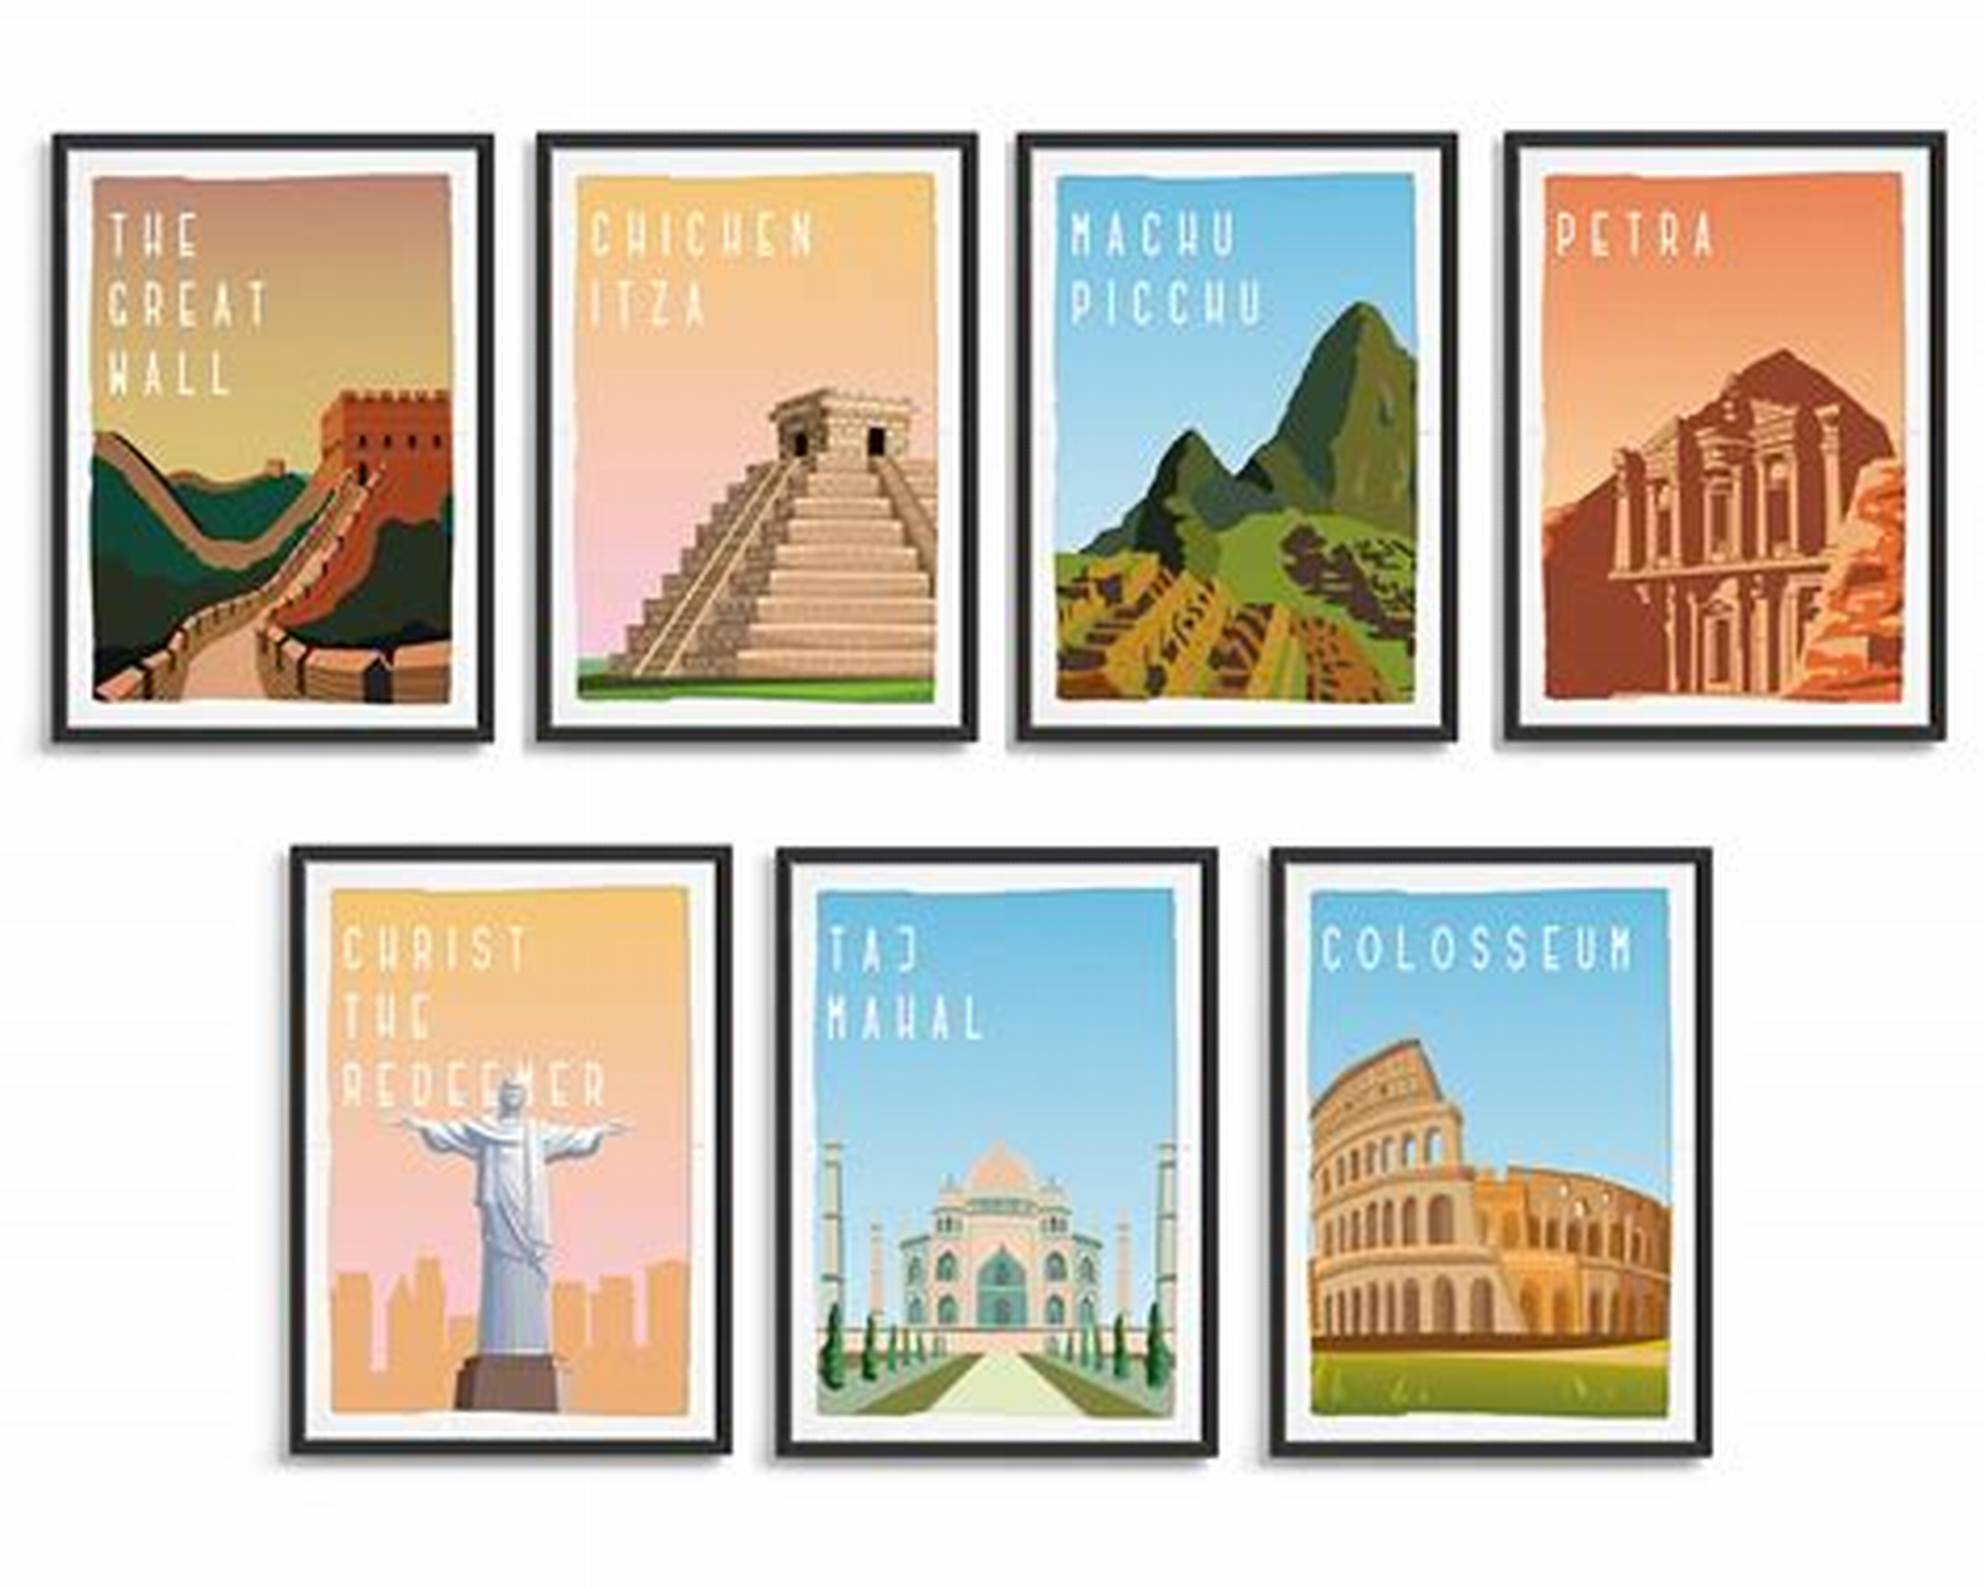 THE
GREAT
WALL
CHICHEN
ITZA
MACHU
PICCHU
PETRA
CHRIST
THE
REDEEMER
TAJ
MAHAL
COLOSSEUM